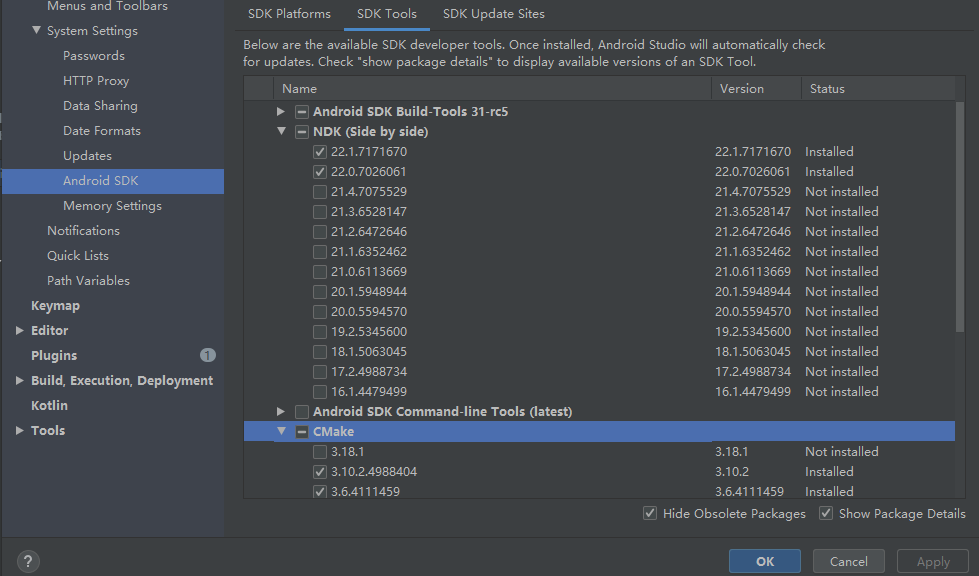 Menus and Toolbars
System Settings
Passwords
HTTP Proxy
Data Sharing
Date Formats
Updates
Android SDK
Memory Settings
Notifications
Quick Lists
Path Variables
Keymap
Editor
Plugins 1
Build, Execution, Deployment
Kotlin
Tools
SDK Platforms SDK Tools SDK Update Sites
Below are the available SDK developer tools. Once installed, Android Studio will automatically check
for updates. Check "show package details" to display available versions of an SDK Tool.
Name Version Status
Android SDK Build-Tools 31-rc5
NDK (Side by side)
22.1.7171670 22.1.7171670 Installed
22.0.7026061 22.0.7026061 Installed
21.4.7075529 21.4.7075529 Not installed
21.3.6528147 21.3.6528147 Not installed
21.2.6472646 21.2.6472646 Not installed
21.1.6352462 21.1.6352462 Not installed
21.0.6113669 21.0.6113669 Not installed
20.1.5948944 20.1.5948944 Not installed
20.0.5594570 20.0.5594570 Not installed
19.2.5345600 19.2.5345600 Not installed
18.1.5063045 18.1.5063045 Not installed
17.2.4988734 17.2.4988734 Not installed
16.1.4479499 16.1.4479499 Not installed
Android SDK Command-line Tools (latest)
CMake
3.18.1 3.18.1 Not installed
3.10.2.4988404 3.10.2 Installed
3.6.4111459 3.6.4111459 Installed
Hide Obsolete Packages Show Package Details
? OK Cancel Apply